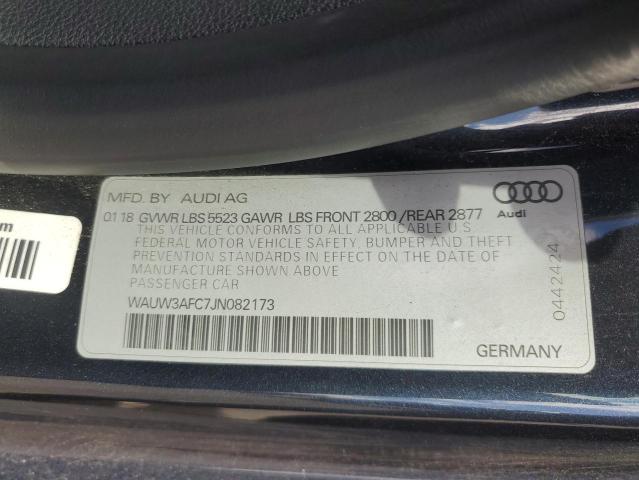 MFD. BY AUDI AG
01 18 GVWR LBS 5523 GAWR LBS FRONT 2800 / REAR 2877
THIS VEHICLE CONFORMS TO ALL APPLICABLE U.S
FEDERAL MOTOR VEHICLE SAFETY, BUMPER AND THEFT
PREVENTION STANDARDS IN EFFECT ON THE DATE OF
MANUFACTURE SHOWN ABOVE
PASSENGER CAR
WAUW3AFC7JN082173
Audi
0442424
GERMANY